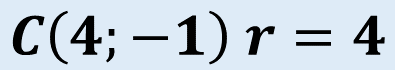 C(4; −1) r = 4